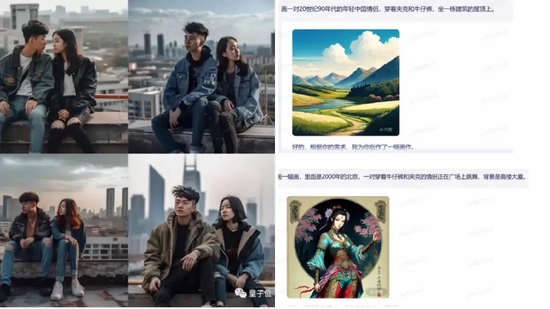 画一对20世纪90年代的年轻中国情侣、穿着夹克和牛仔裤、坐一栋建筑的屋顶上。
好的，根据你的需求，我为你创作了一幅画作。
画一幅画，里面是2000年的北京，一对穿着牛仔裤和夹克的情侣正在广场上跳舞、背景是高楼大厦。
量子位